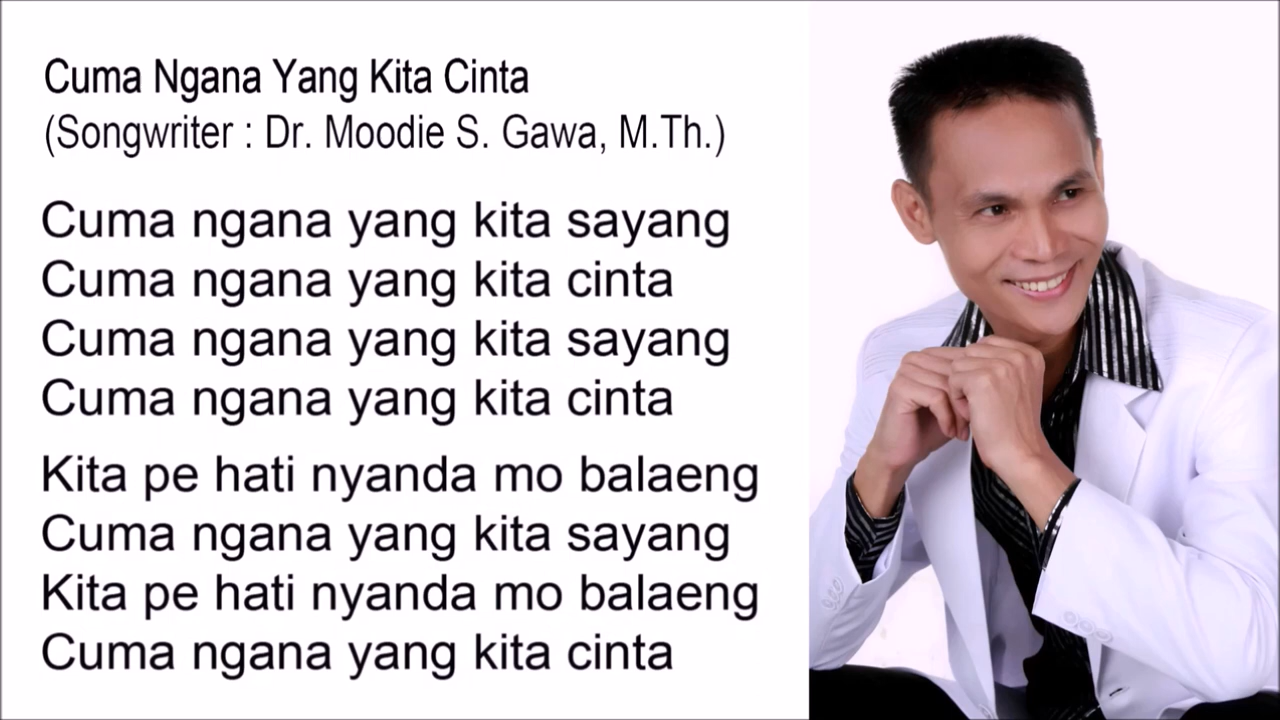 Cuma Ngana Yang Kita Cinta
(Songwriter : Dr. Moodie S. Gawa, M.Th.)
Cuma ngana yang kita sayang
Cuma ngana yang kita cinta
Cuma ngana yang kita sayang
Cuma ngana yang kita cinta
Kita pe hati nyanda mo balaeng
Cuma ngana yang kita sayang
Kita pe hati nyanda mo balaeng
Cuma ngana yang kita cinta